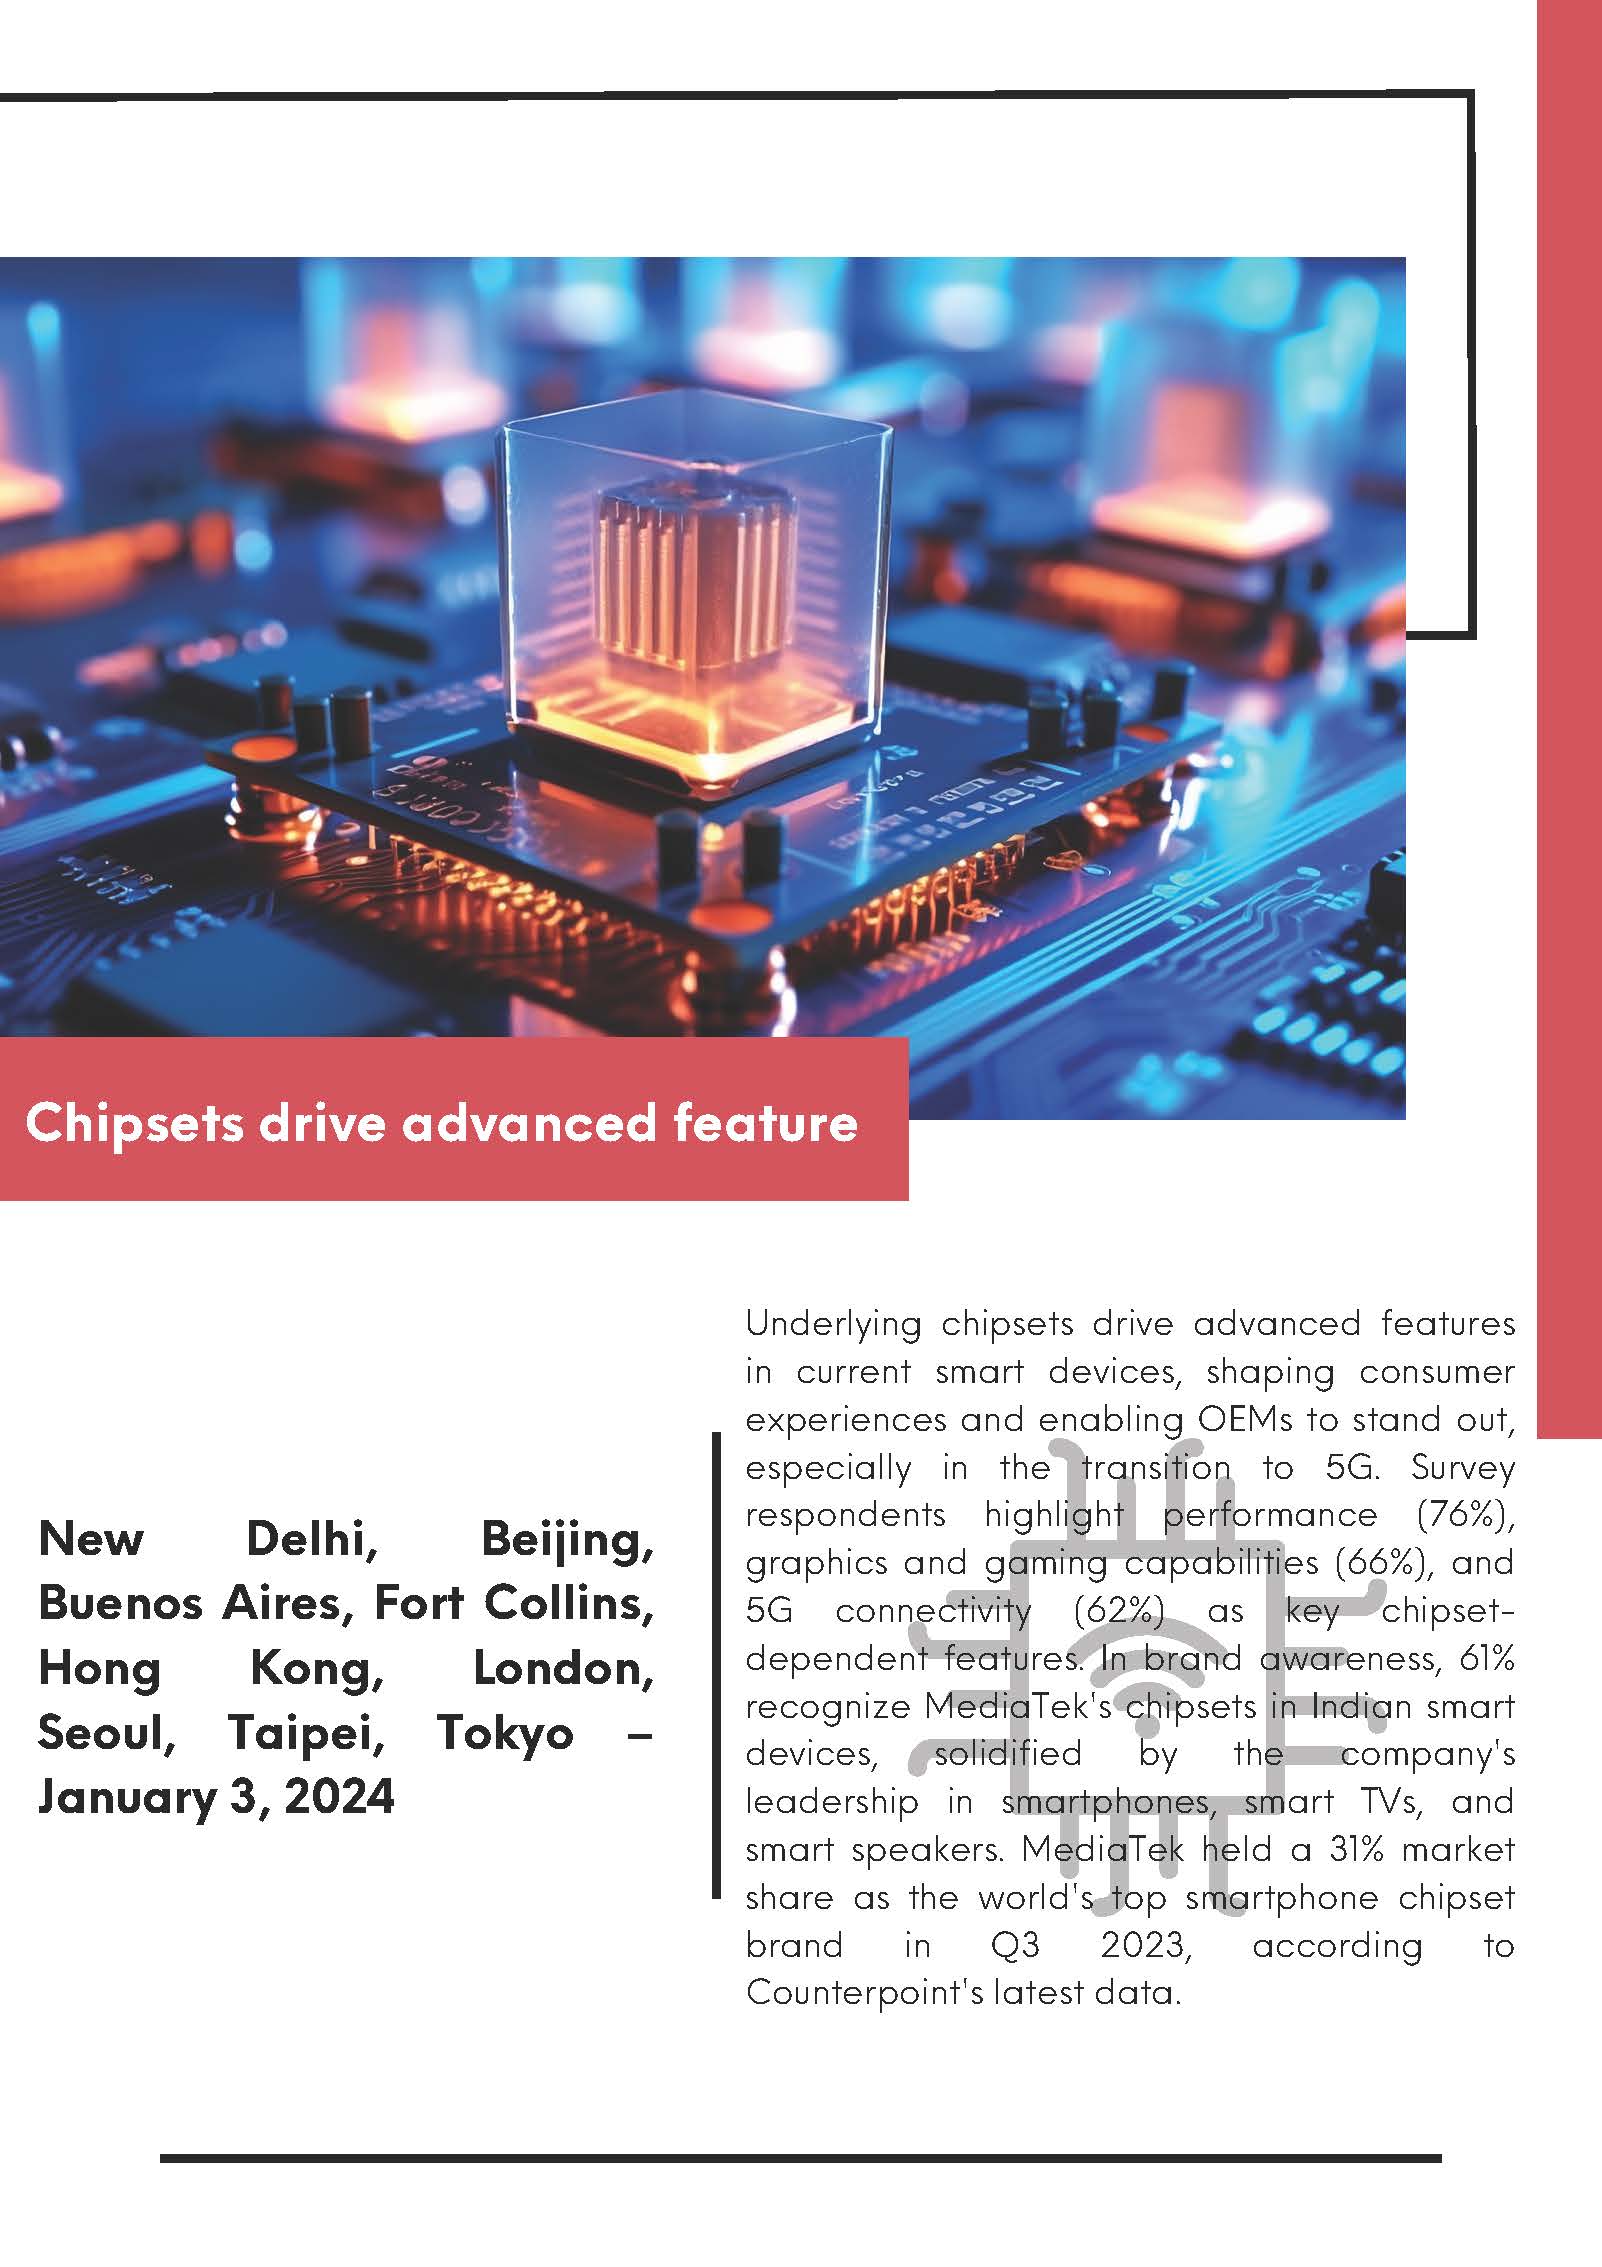 Chipsets drive advanced feature
New Delhi, Beijing,
Buenos Aires, Fort Collins,
Hong Kong, London,
Seoul, Taipei, Tokyo –
January 3, 2024
Underlying chipsets drive advanced features
in current smart devices, shaping consumer
experiences and enabling OEMs to stand out,
especially in the transition to 5G. Survey
respondents highlight performance (76%),
graphics and gaming capabilities (66%), and
5G connectivity (62%) as key chipset-
dependent features. In brand awareness, 61%
recognize MediaTek's chipsets in Indian smart
devices, solidified by the company's
leadership in smartphones, smart TVs, and
smart speakers. MediaTek held a 31% market
share as the world's top smartphone chipset
brand in Q3 2023, according to
Counterpoint's latest data.